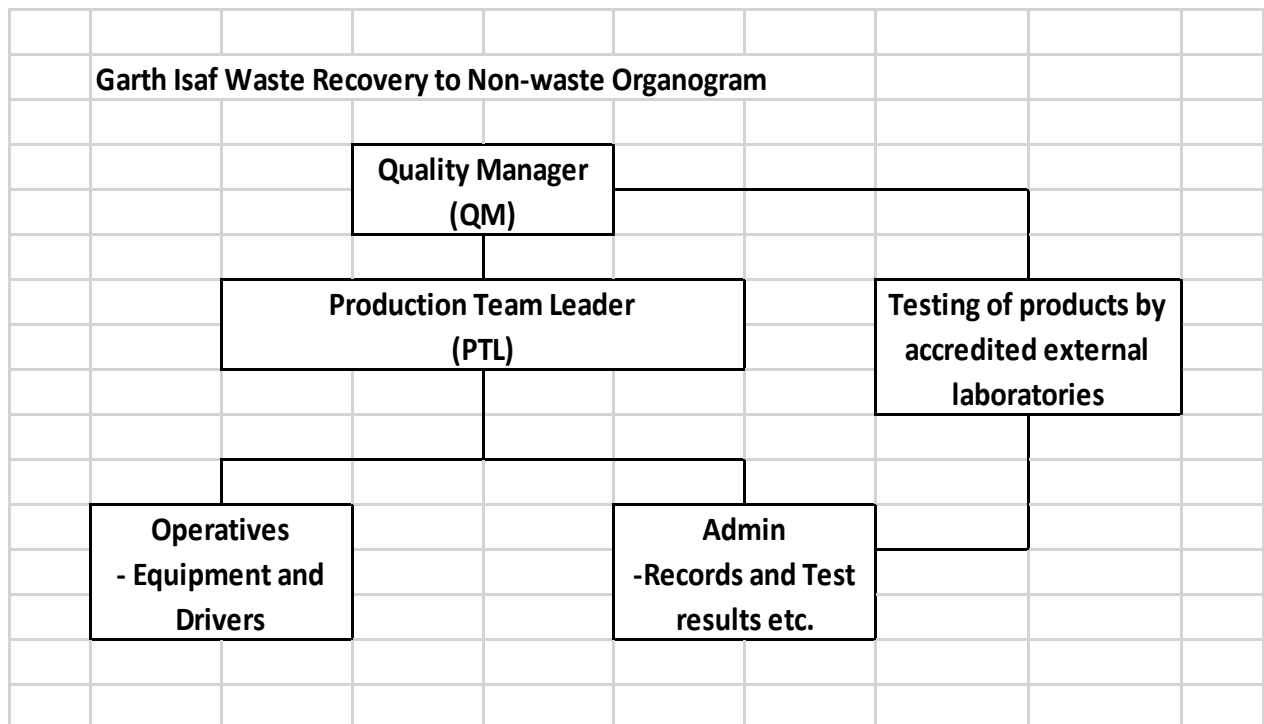 Garth Isaf Waste Recovery to Non-waste Organogram
Quality Manager
(QM)
Production Team Leader
(PTL)
Testing of products by
accredited external
laboratories
Operatives
- Equipment and
Drivers
Admin
-Records and Test
results etc.